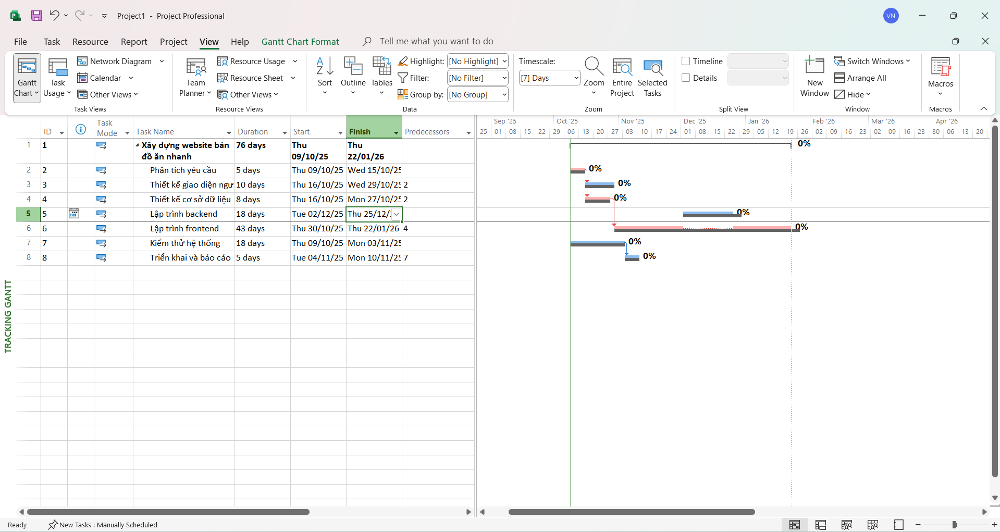 Project1 - Project Professional
VN
File Task Resource Report Project View Help Gantt Chart Format Tell me what you want to do
Gantt Chart
Task Usage
Network Diagram
Calendar
Other Views
Task Views
Team Planner
Resource Usage
Resource Sheet
Other Views
Resource Views
Sort
Outline
Tables
Highlight: [No Highlight]
Filter: [No Filter]
Group by: [No Group]
Data
Timescale:
[7] Days
Zoom
Entire Project
Selected Tasks
Zoom
Timeline
Details
Split View
New Window
Switch Windows
Arrange All
Hide
Window
Macros
Macros
ID Task Mode Task Name Duration Start Finish Predecessors
1 1 Xây dựng website bán đồ ăn nhanh 76 days Thu 09/10/25 Thu 22/01/26
2 2 Phân tích yêu cầu 5 days Thu 09/10/25 Wed 15/10/25
3 3 Thiết kế giao diện ngư 10 days Thu 16/10/25 Wed 29/10/25 2
4 4 Thiết kế cơ sở dữ liệu 8 days Thu 16/10/25 Mon 27/10/25 2
5 5 Lập trình backend 18 days Tue 02/12/25 Thu 25/12/
6 6 Lập trình frontend 43 days Thu 30/10/25 Thu 22/01/26 4
7 7 Kiểm thử hệ thống 18 days Thu 09/10/25 Mon 03/11/25
8 8 Triển khai và báo cáo 5 days Tue 04/11/25 Mon 10/11/25 7
Sep '25 Oct '25 Nov '25 Dec '25 Jan '26 Feb '26 Mar '26 Apr '26
25 01 08 15 22 29 06 13 20 27 03 10 17 24 01 08 15 22 29 05 12 19 26 02 09 16 23 02 09 16 23 30 06 13 20
0%
0%
0%
0%
0%
0%
0%
0%
TRACKING GANTT
Ready New Tasks : Manually Scheduled